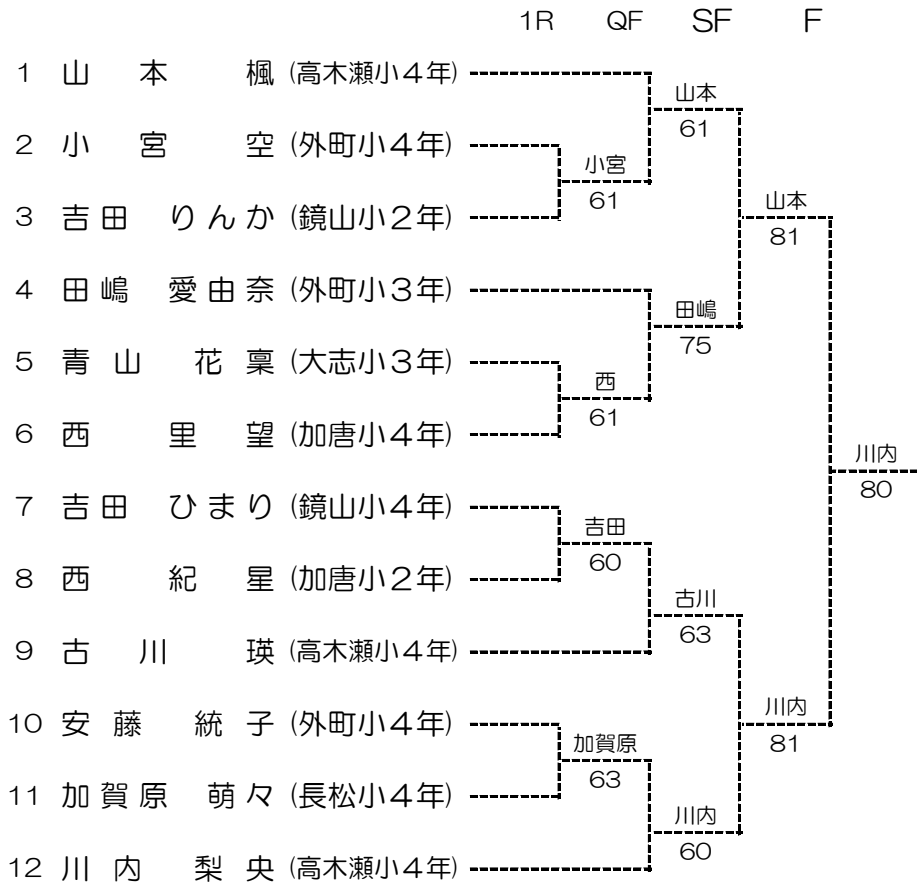 1R QF SF F
1 山本 楓 (高木瀬小4年)
山本
61
2 小宮 空 (外町小4年)
小宮
61
3 吉田 りんか (鏡山小2年)
山本
81
4 田嶋 愛由奈 (外町小3年)
田嶋
75
5 青山 花稟 (大志小3年)
西
61
6 西 里望 (加唐小4年)
川内
80
7 吉田 ひまり (鏡山小4年)
吉田
60
8 西 紀星 (加唐小2年)
古川
63
9 古川 瑛 (高木瀬小4年)
10 安藤 統子 (外町小4年)
川内
81
加賀原
63
11 加賀原 萌々 (長松小4年)
川内
60
12 川内 梨央 (高木瀬小4年)